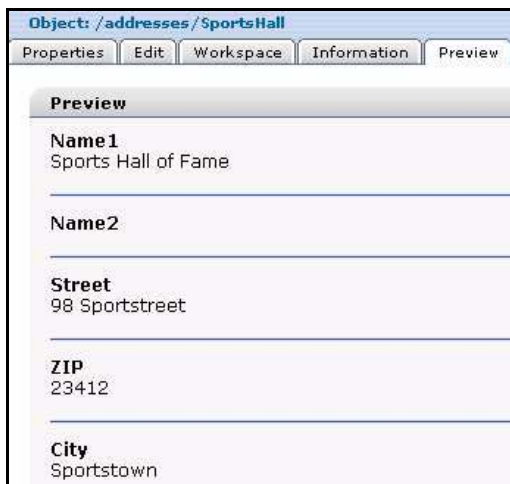 Object: /addresses/SportsHall
Properties Edit Workspace Information Preview
Preview
Name1
Sports Hall of Fame
Name2
Street
98 Sportstreet
ZIP
23412
City
Sportstown